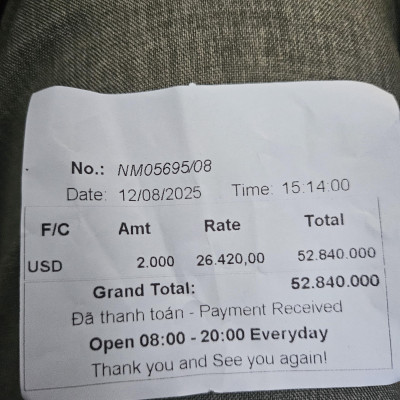 No.: NM05695/08
Date: 12/08/2025 Time: 15:14:00
F/C Amt Rate Total
USD 2.000 26.420,00 52.840.000
Grand Total: 52.840.000
Đã thanh toán - Payment Received
Open 08:00 - 20:00 Everyday
Thank you and See you again!